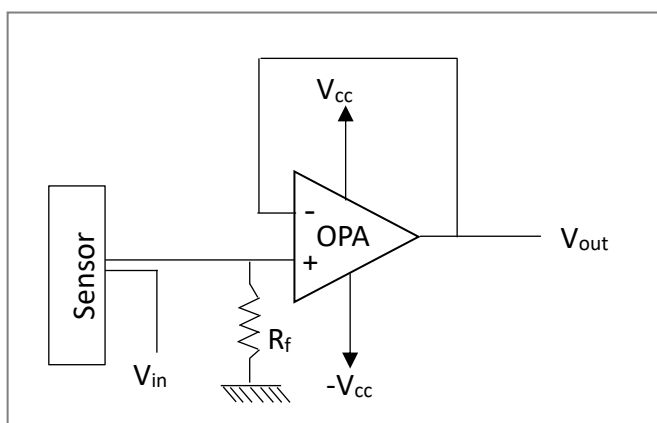 Vcc
-
OPA
+
Vout
Sensor
Rf
Vin
-Vcc